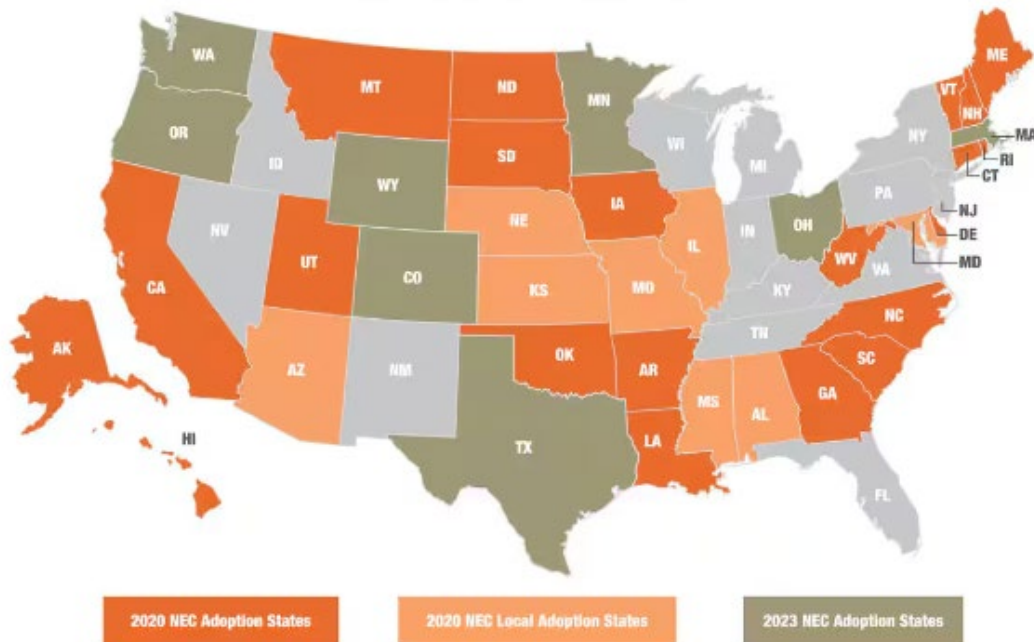 WA
MT
ND
MN
ME
VT
NH
OR
ID
SD
WI
NY
MA
RI
CT
MI
WY
IA
PA
NJ
NE
OH
NV
UT
IL
IN
DE
MD
CA
CO
WV
VA
KS
MO
KY
AK
AZ
NM
OK
AR
TN
NC
SC
HI
MS
AL
GA
TX
LA
FL
2020 NEC Adoption States
2020 NEC Local Adoption States
2023 NEC Adoption States